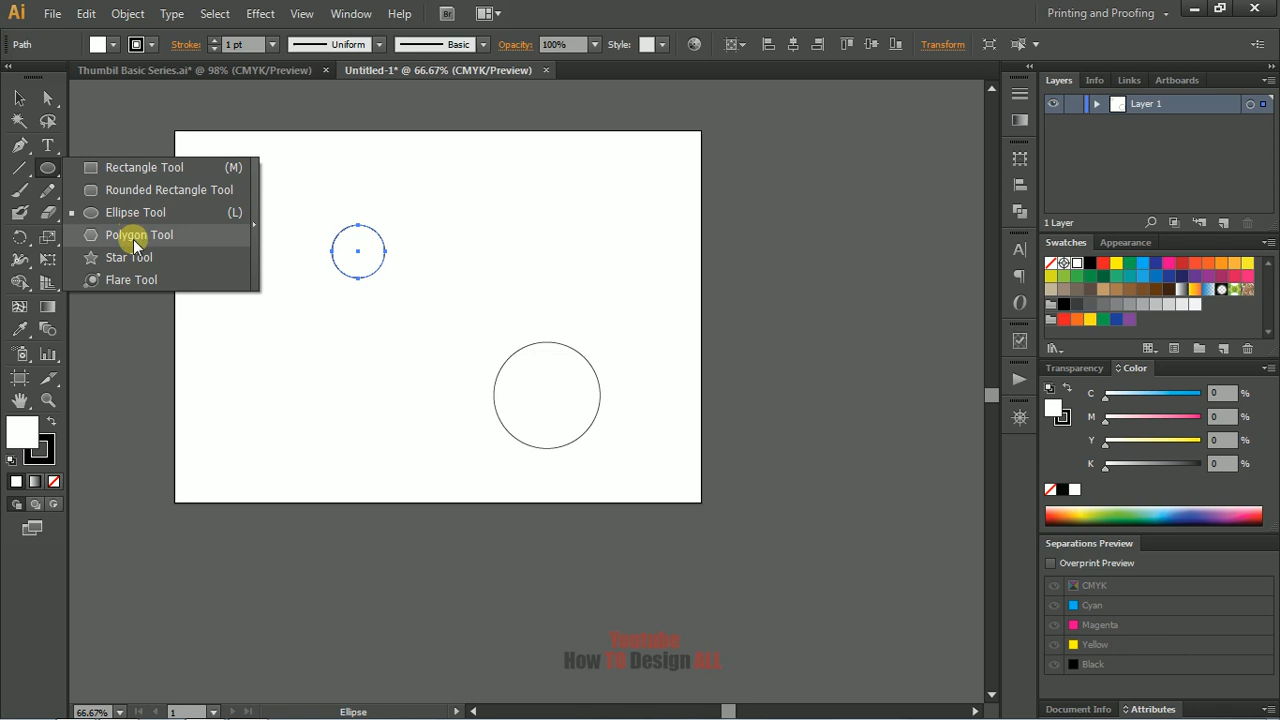 Ai File Edit Object Type Select Effect View Window Help Br Printing and Proofing
Path Stroke: 1 pt Uniform Basic Opacity: 100% Style: Transform
Thumbil Basic Series.ai* @ 98% (CMYK/Preview) × Untitled-1* @ 66.67% (CMYK/Preview) ×
Layers Info Links Artboards
Layer 1
Rectangle Tool (M)
Rounded Rectangle Tool
Ellipse Tool (L)
Polygon Tool
Star Tool
Flare Tool
1 Layer
Swatches Appearance
Transparency Color
C 0 %
M 0 %
Y 0 %
K 0 %
Separations Preview
Overprint Preview
CMYK
Cyan
Magenta
Yellow
Black
Youtube
How TO Design ALL
66.67% 1 Ellipse
Document Info Attributes